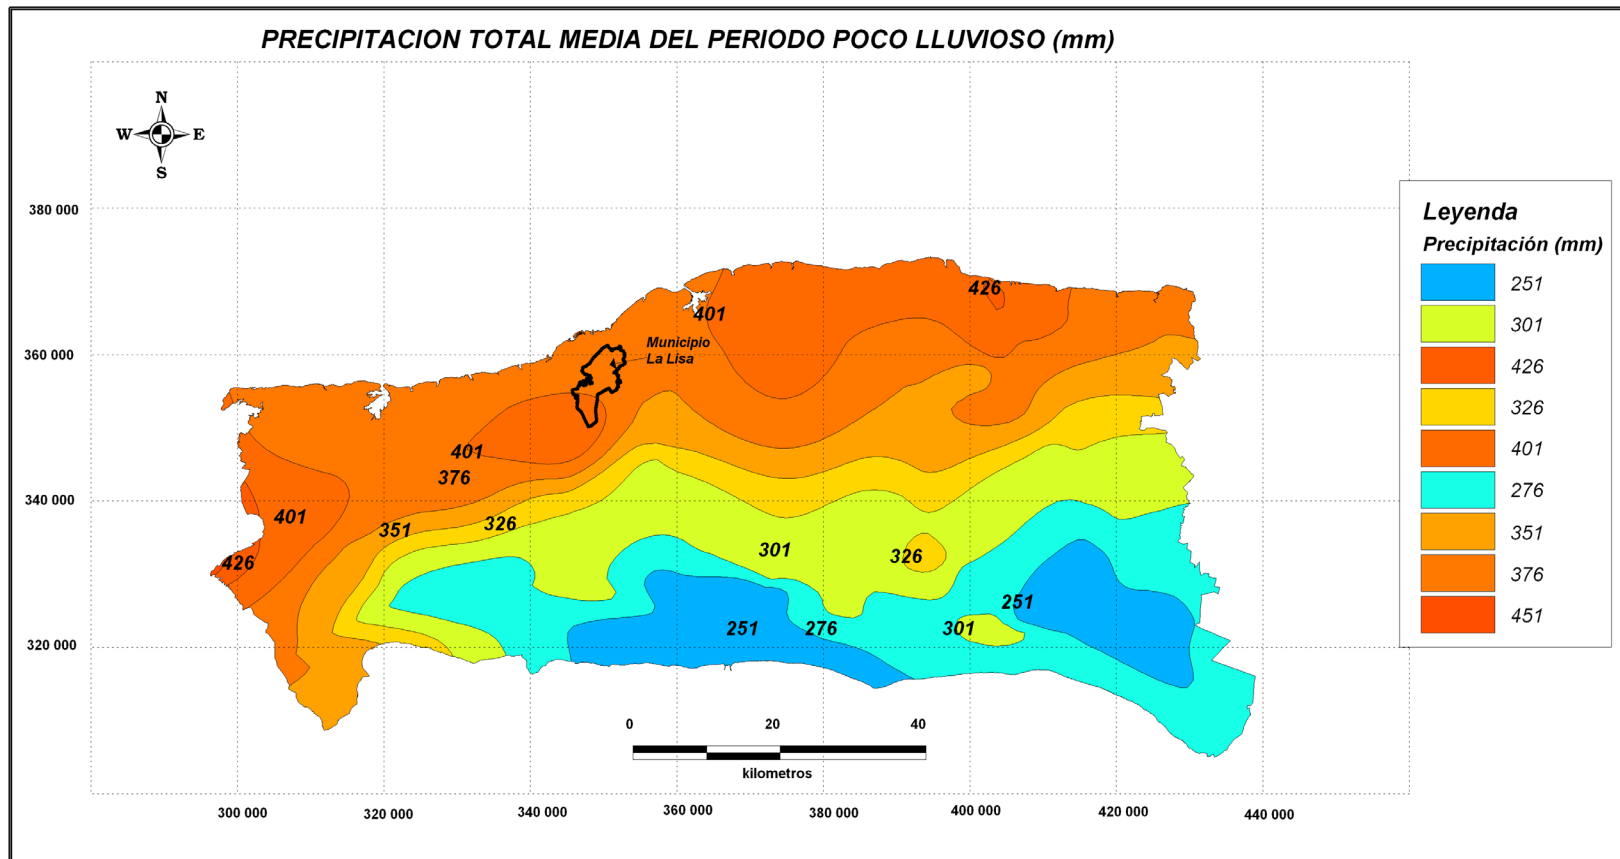 PRECIPITACION TOTAL MEDIA DEL PERIODO POCO LLUVIOSO (mm)
N
W E
S
380 000
360 000
340 000
320 000
426
401
Municipio
La Lisa
401
376
401
351
326
301
326
426
251
251
276
301
0 20 40
kilometros
300 000 320 000 340 000 360 000 380 000 400 000 420 000 440 000
Leyenda
Precipitación (mm)
251
301
426
326
401
276
351
376
451